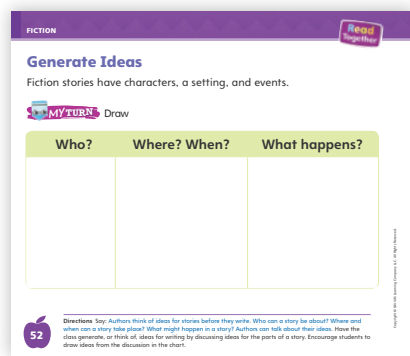 FICTION
Read
Together
Generate Ideas
Fiction stories have characters, a setting, and events.
MY TURN Draw
Who? Where? When? What happens?
52
Directions Say: Authors think of ideas for stories before they write. Who can a story be about? Where and
when can a story take place? What might happen in a story? Authors can talk about their ideas. Have the
class generate, or think of, ideas for writing by discussing ideas for the parts of a story. Encourage students to
draw ideas from the discussion in the chart.